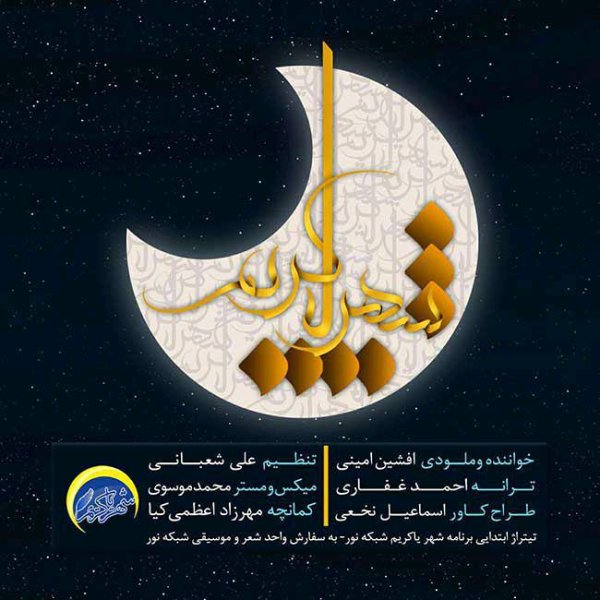 شهر یاکریم
خواننده وملودی افشین امینی
ترانه احمد غفاری
طراح کاور اسماعیل نخعی
تنظیم علی شعبانی
میکس و مستر محمدموسوی
کمانچه مهرزاد اعظمی کیا
تیتراژ ابتدایی برنامه شهر یاکریم شبکه نور- به سفارش واحد شعر و موسیقی شبکه نور
شهر یاکریم